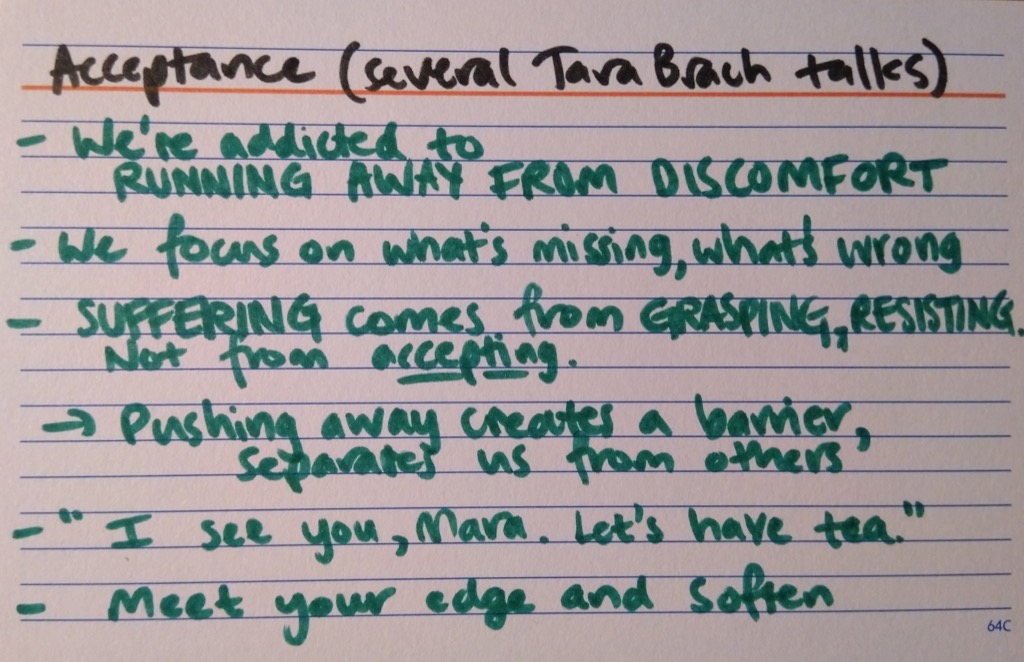 Acceptance (several Tara Brach talks)
- We're addicted to
RUNNING AWAY FROM DISCOMFORT
- We focus on what's missing, what's wrong
- SUFFERING comes from GRASPING, RESISTING.
Not from accepting.
→ Pushing away creates a barrier,
separates us from others
- "I see you, Mara. Let's have tea."
- Meet your edge and soften
64C